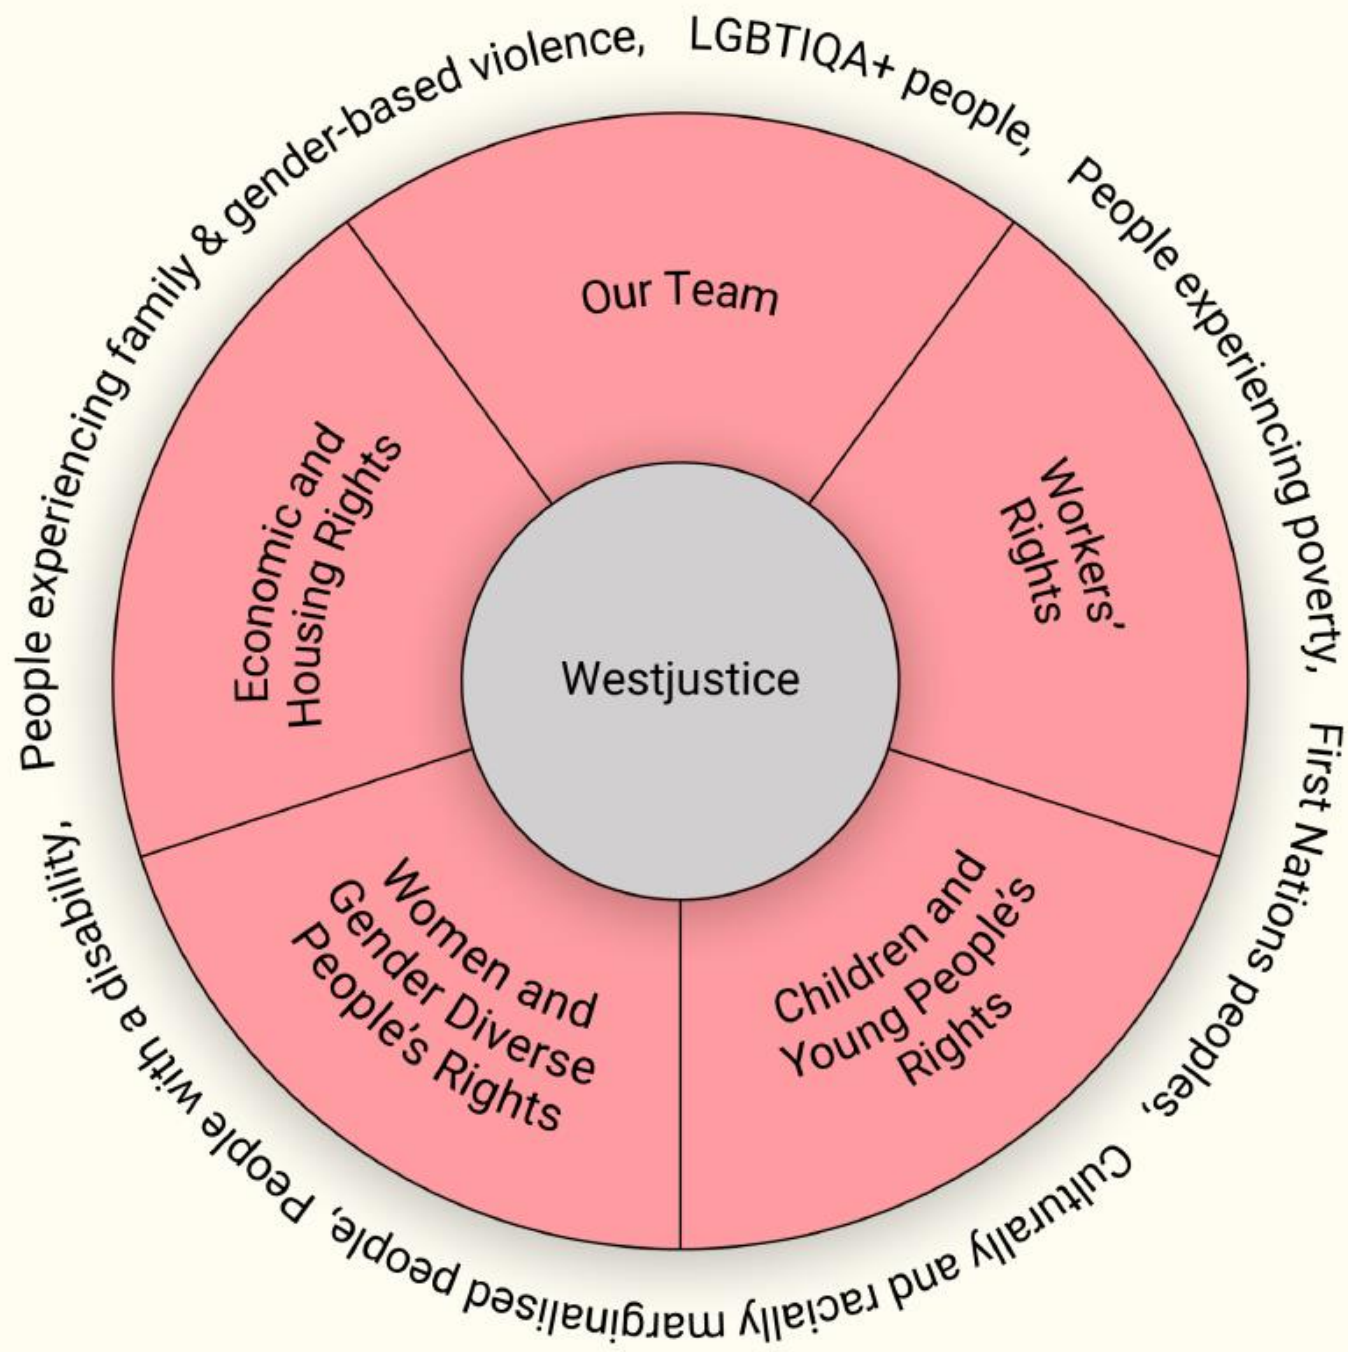 LGBTIQA+ people,
People experiencing poverty,
First Nations peoples,
Culturally and racially marginalised people people,
People with a disability,
People experiencing family & gender-based violence,
Our Team
Workers’
Rights
Children and
Young People’s
Rights
Women and
Gender Diverse
People’s Rights
Economic and
Housing Rights
Westjustice